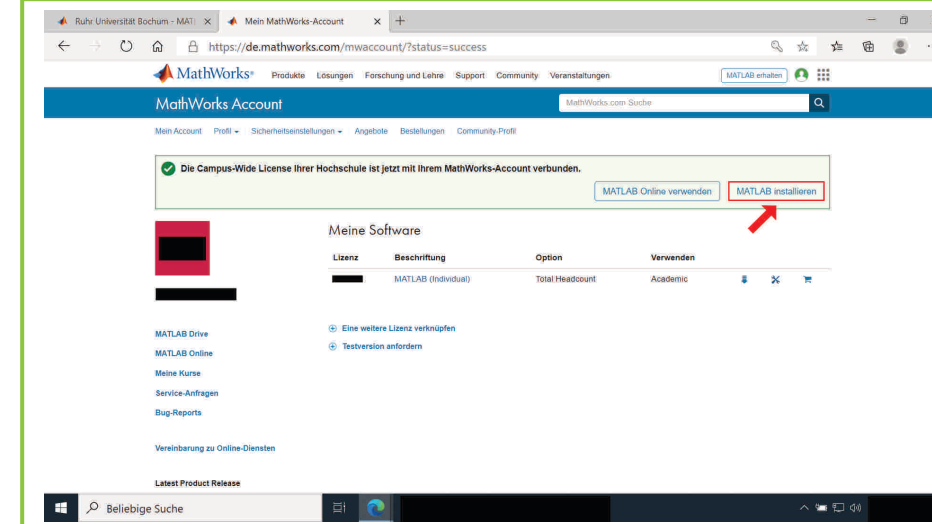 Ruhr Universität Bochum - MATL
Mein MathWorks-Account
https://de.mathworks.com/mwaccount/?status=success
MathWorks® Produkte Lösungen Forschung und Lehre Support Community Veranstaltungen MATLAB erhalten
MathWorks Account MathWorks.com Suche
Mein Account Profil Sicherheitseinstellungen Angebote Bestellungen Community-Profil
Die Campus-Wide License Ihrer Hochschule ist jetzt mit Ihrem MathWorks-Account verbunden.
MATLAB Online verwenden MATLAB installieren
Meine Software
Lizenz Beschriftung Option Verwenden
MATLAB (Individual) Total Headcount Academic
Eine weitere Lizenz verknüpfen
Testversion anfordern
MATLAB Drive
MATLAB Online
Meine Kurse
Service-Anfragen
Bug-Reports
Vereinbarung zu Online-Diensten
Latest Product Release
Beliebige Suche